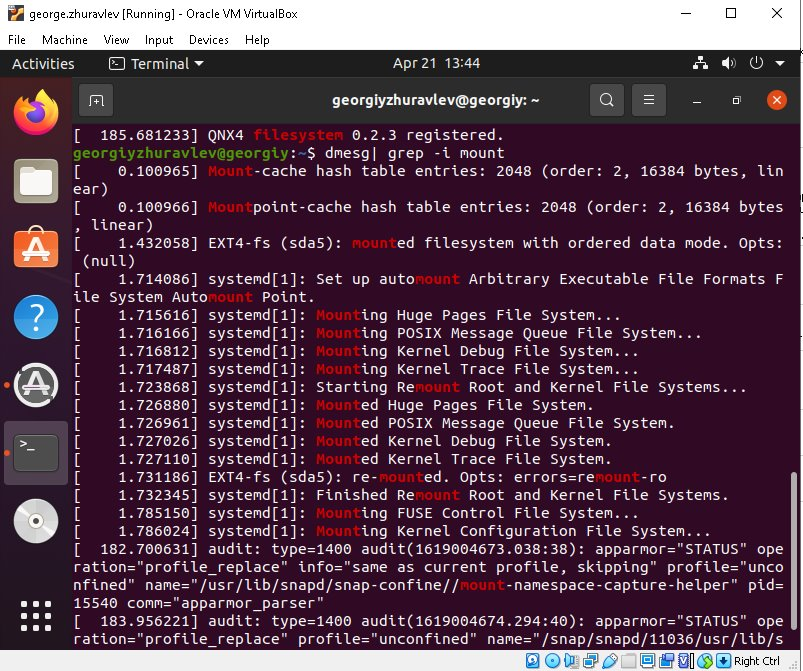 george.zhuravlev [Running] - Oracle VM VirtualBox
File Machine View Input Devices Help
Activities Terminal Apr 21 13:44
georgiyzhuravlev@georgiy: ~
[  185.681233] QNX4 filesystem 0.2.3 registered.
georgiyzhuravlev@georgiy:~$ dmesg| grep -i mount
[    0.100965] Mount-cache hash table entries: 2048 (order: 2, 16384 bytes, lin
ear)
[    0.100966] Mountpoint-cache hash table entries: 2048 (order: 2, 16384 bytes
, linear)
[    1.432058] EXT4-fs (sda5): mounted filesystem with ordered data mode. Opts:
 (null)
[    1.714086] systemd[1]: Set up automount Arbitrary Executable File Formats F
ile System Automount Point.
[    1.715616] systemd[1]: Mounting Huge Pages File System...
[    1.716166] systemd[1]: Mounting POSIX Message Queue File System...
[    1.716812] systemd[1]: Mounting Kernel Debug File System...
[    1.717487] systemd[1]: Mounting Kernel Trace File System...
[    1.723868] systemd[1]: Starting Remount Root and Kernel File Systems...
[    1.726880] systemd[1]: Mounted Huge Pages File System.
[    1.726961] systemd[1]: Mounted POSIX Message Queue File System.
[    1.727026] systemd[1]: Mounted Kernel Debug File System.
[    1.727110] systemd[1]: Mounted Kernel Trace File System.
[    1.731186] EXT4-fs (sda5): re-mounted. Opts: errors=remount-ro
[    1.732345] systemd[1]: Finished Remount Root and Kernel File Systems.
[    1.785150] systemd[1]: Mounting FUSE Control File System...
[    1.786024] systemd[1]: Mounting Kernel Configuration File System...
[  182.700631] audit: type=1400 audit(1619004673.038:38): apparmor="STATUS" ope
ration="profile_replace" info="same as current profile, skipping" profile="unco
nfined" name="/usr/lib/snapd/snap-confine//mount-namespace-capture-helper" pid=
15540 comm="apparmor_parser"
[  183.956221] audit: type=1400 audit(1619004674.294:40): apparmor="STATUS" ope
ration="profile_replace" profile="unconfined" name="/snap/snapd/11036/usr/lib/s
Right Ctrl